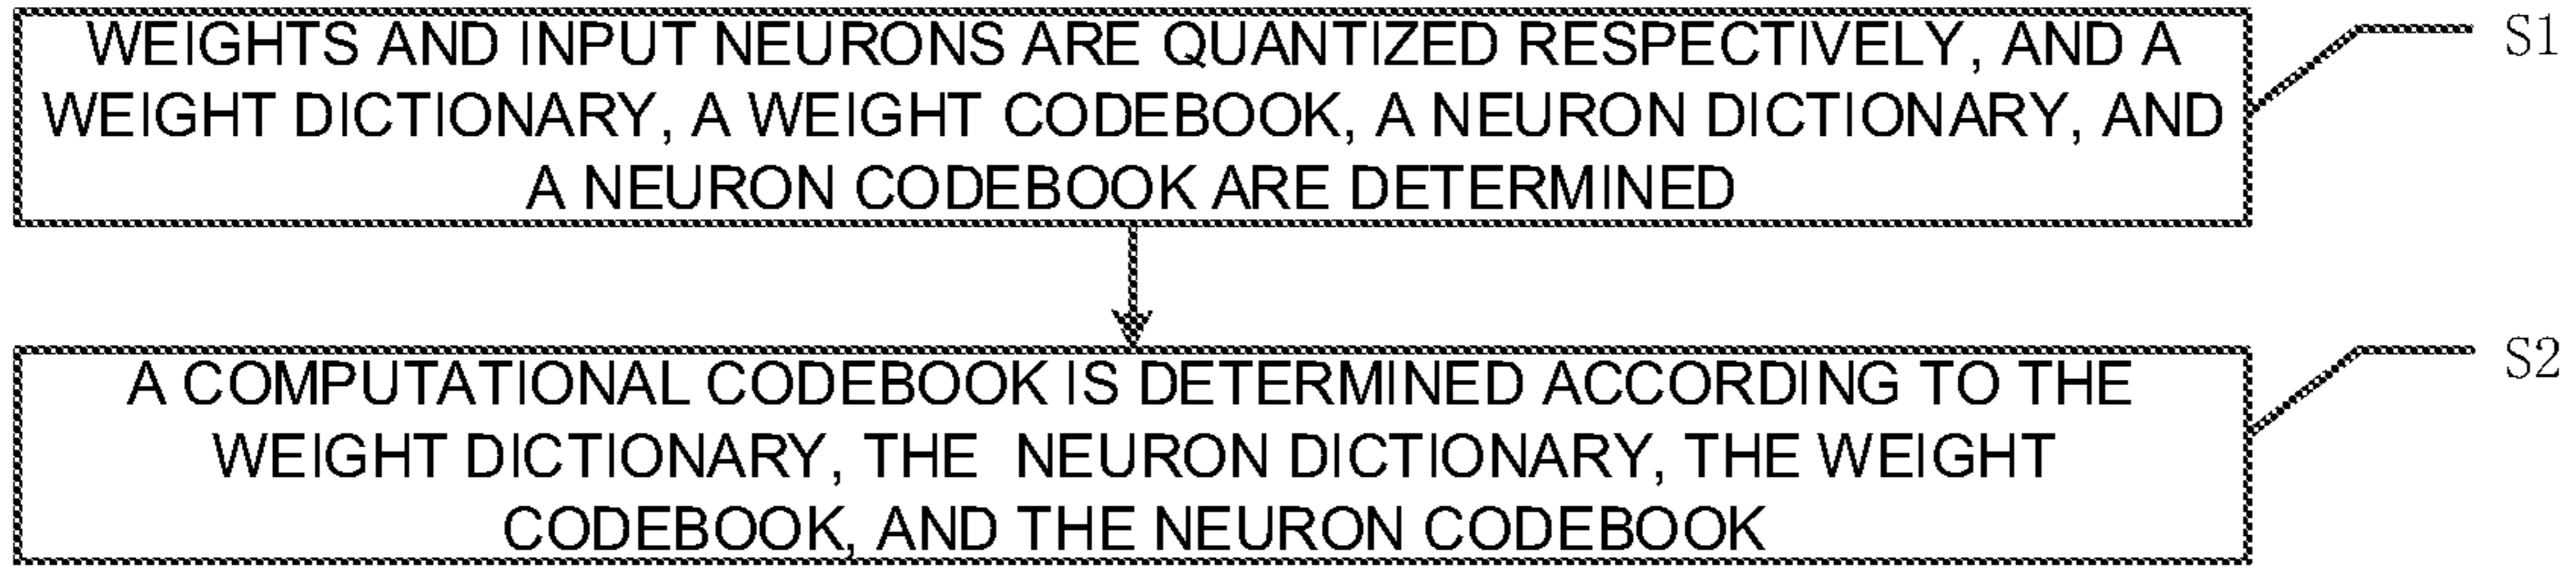 WEIGHTS AND INPUT NEURONS ARE QUANTIZED RESPECTIVELY, AND A
WEIGHT DICTIONARY, A WEIGHT CODEBOOK, A NEURON DICTIONARY, AND
A NEURON CODEBOOK ARE DETERMINED
S1
A COMPUTATIONAL CODEBOOK IS DETERMINED ACCORDING TO THE
WEIGHT DICTIONARY, THE NEURON DICTIONARY, THE WEIGHT
CODEBOOK, AND THE NEURON CODEBOOK
S2